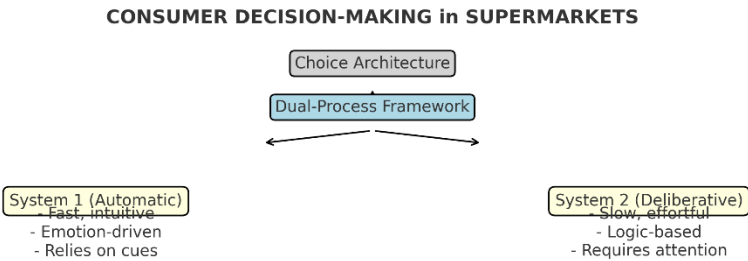 CONSUMER DECISION-MAKING in SUPERMARKETS
Choice Architecture
Dual-Process Framework
System 1 (Automatic)
- Fast, intuitive
- Emotion-driven
- Relies on cues
System 2 (Deliberative)
- Slow, effortful
- Logic-based
- Requires attention